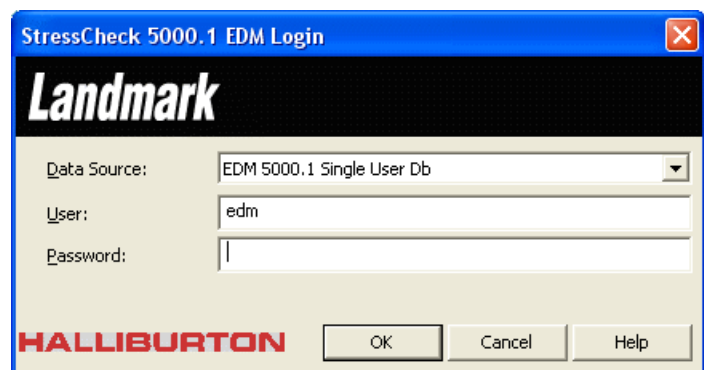 StressCheck 5000.1 EDM Login
Landmark
Data Source: EDM 5000.1 Single User Db
User: edm
Password:
HALLIBURTON OK Cancel Help